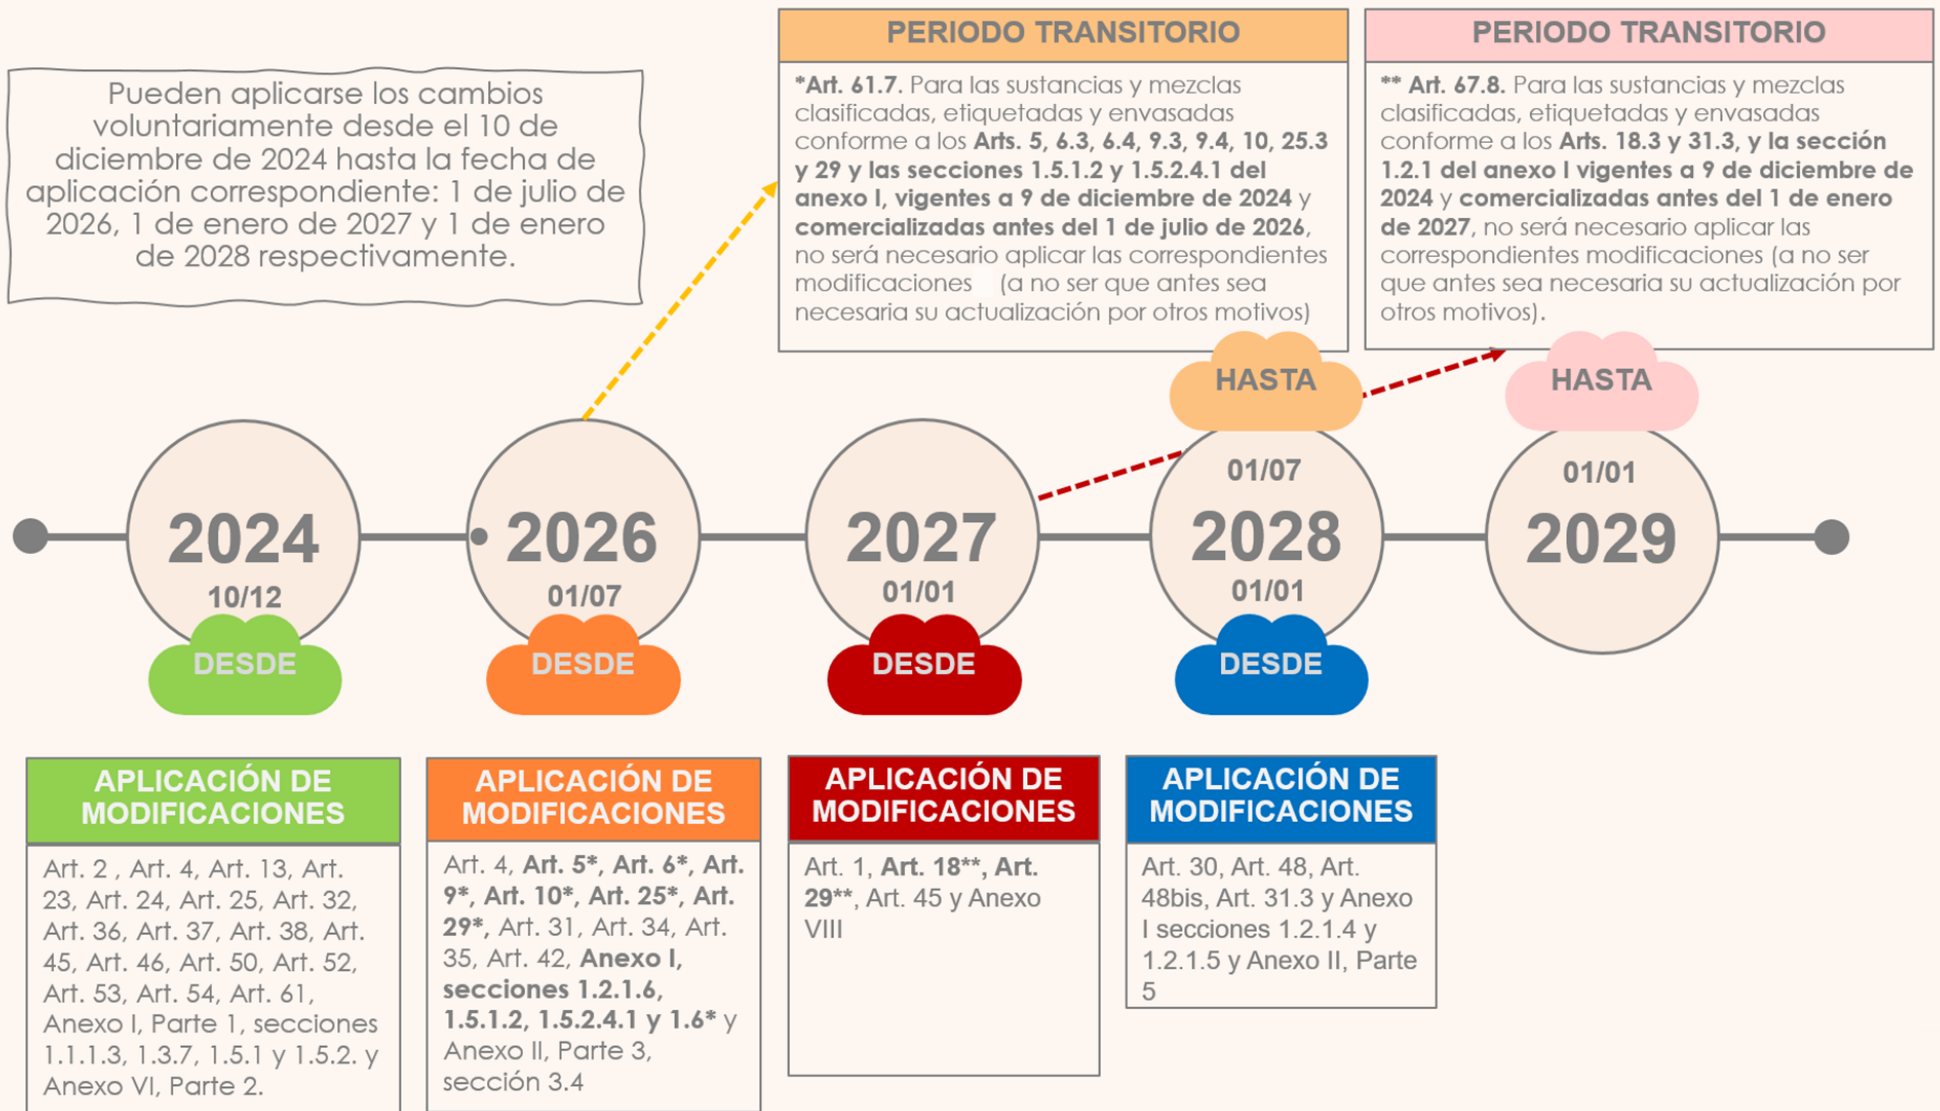 Pueden aplicarse los cambios
voluntariamente desde el 10 de
diciembre de 2024 hasta la fecha de
aplicación correspondiente: 1 de julio de
2026, 1 de enero de 2027 y 1 de enero
de 2028 respectivamente.
PERIODO TRANSITORIO
*Art. 61.7. Para las sustancias y mezclas
clasificadas, etiquetadas y envasadas
conforme a los Arts. 5, 6.3, 6.4, 9.3, 9.4, 10, 25.3
y 29 y las secciones 1.5.1.2 y 1.5.2.4.1 del
anexo I, vigentes a 9 de diciembre de 2024 y
comercializadas antes del 1 de julio de 2026,
no será necesario aplicar las correspondientes
modificaciones (a no ser que antes sea
necesaria su actualización por otros motivos)
PERIODO TRANSITORIO
** Art. 67.8. Para las sustancias y mezclas
clasificadas, etiquetadas y envasadas
conforme a los Arts. 18.3 y 31.3, y la sección
1.2.1 del anexo I vigentes a 9 de diciembre de
2024 y comercializadas antes del 1 de enero
de 2027, no será necesario aplicar las
correspondientes modificaciones (a no ser
que antes sea necesaria su actualización por
otros motivos).
HASTA
HASTA
01/07
01/01
2024
2026
2027
2028
2029
10/12
01/07
01/01
01/01
DESDE
DESDE
DESDE
DESDE
APLICACIÓN DE
MODIFICACIONES
Art. 2 , Art. 4, Art. 13, Art.
23, Art. 24, Art. 25, Art. 32,
Art. 36, Art. 37, Art. 38, Art.
45, Art. 46, Art. 50, Art. 52,
Art. 53, Art. 54, Art. 61,
Anexo I, Parte 1, secciones
1.1.1.3, 1.3.7, 1.5.1 y 1.5.2. y
Anexo VI, Parte 2.
APLICACIÓN DE
MODIFICACIONES
Art. 4, Art. 5*, Art. 6*, Art.
9*, Art. 10*, Art. 25*, Art.
29*, Art. 31, Art. 34, Art.
35, Art. 42, Anexo I,
secciones 1.2.1.6,
1.5.1.2, 1.5.2.4.1 y 1.6* y
Anexo II, Parte 3,
sección 3.4
APLICACIÓN DE
MODIFICACIONES
Art. 1, Art. 18**, Art.
29**, Art. 45 y Anexo
VIII
APLICACIÓN DE
MODIFICACIONES
Art. 30, Art. 48, Art.
48bis, Art. 31.3 y Anexo
I secciones 1.2.1.4 y
1.2.1.5 y Anexo II, Parte
5